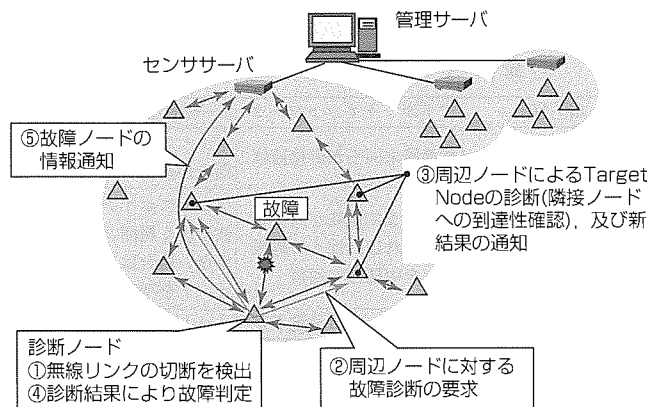 管理サーバ
センササーバ
⑤故障ノードの
情報通知
故障
③周辺ノードによるTarget
Nodeの診断(隣接ノード
への到達性確認)，及び新
結果の通知
診断ノード
①無線リンクの切断を検出
④診断結果により故障判定
②周辺ノードに対する
故障診断の要求